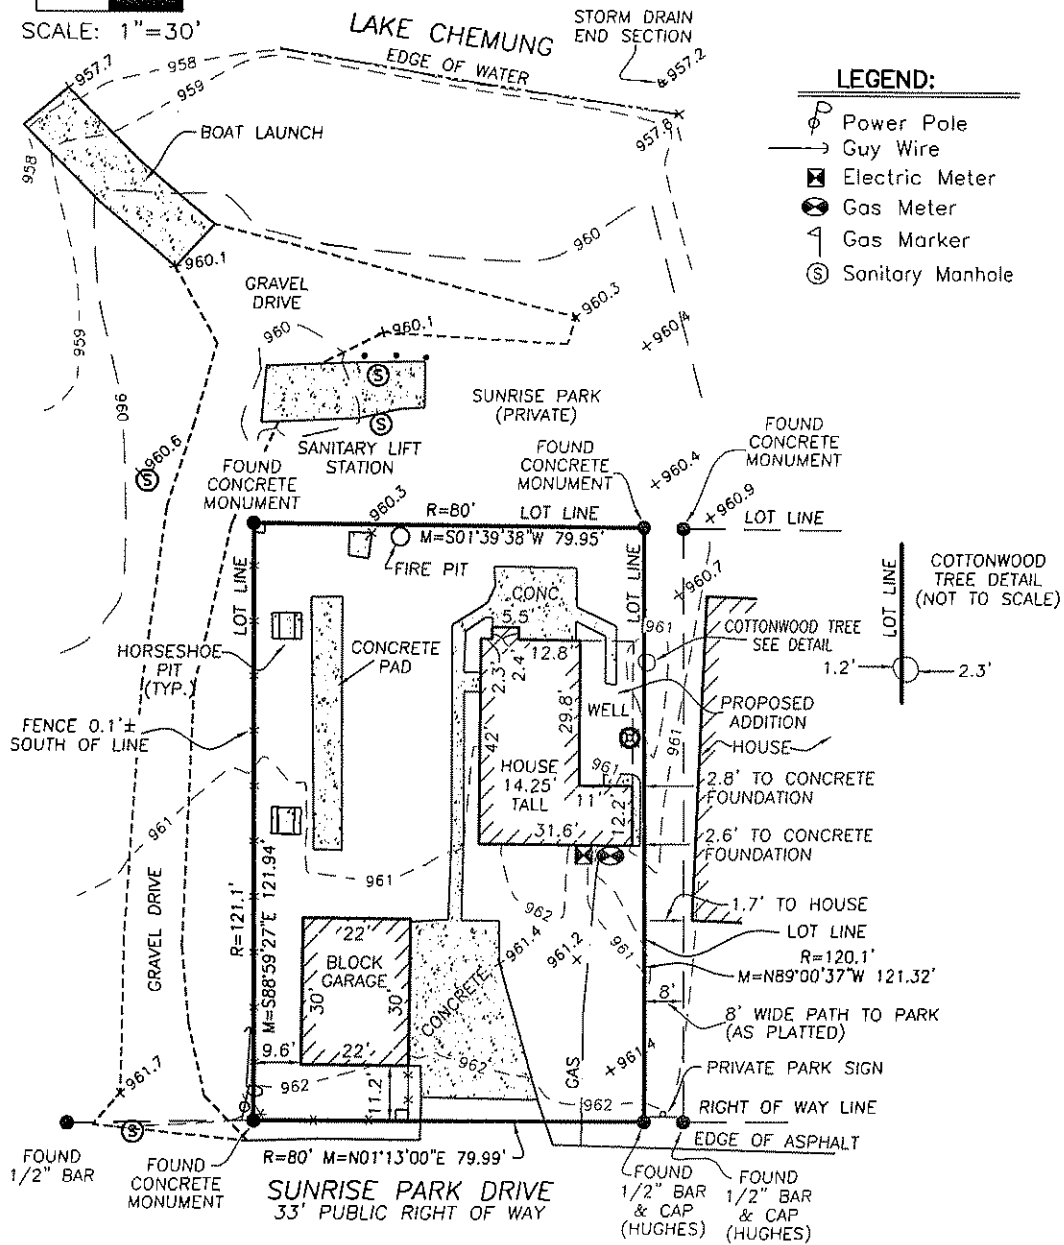 SCALE: 1"=30'
LAKE CHEMUNG
EDGE OF WATER
STORM DRAIN
END SECTION
957.2
957.7
958
959
BOAT LAUNCH
957.8
958
LEGEND:
Power Pole
Guy Wire
Electric Meter
Gas Meter
Gas Marker
S Sanitary Manhole
960
960.1
GRAVEL
DRIVE
960
960.3
960.1
960.4
959
960
SUNRISE PARK
(PRIVATE)
S
S
SANITARY LIFT
STATION
960.6
S
FOUND
CONCRETE
MONUMENT
FOUND
CONCRETE
MONUMENT
FOUND
CONCRETE
MONUMENT
960.4
960.9
LOT LINE
R=80' LOT LINE
M=S01°39'38"W 79.95'
960.3
FIRE PIT
LOT LINE
LOT LINE
960.7
LOT LINE
COTTONWOOD
TREE DETAIL
(NOT TO SCALE)
1.2'
2.3'
CONC
5.5'
961
COTTONWOOD TREE
SEE DETAIL
HORSESHOE
PIT
(TYP.)
CONCRETE
PAD
2.3'
2.4'
12.8'
29.8'
42'
WELL
PROPOSED
ADDITION
HOUSE
FENCE 0.1'±
SOUTH OF LINE
HOUSE
14.25'
TALL
961
961
11'
12.2'
31.6'
2.8' TO CONCRETE
FOUNDATION
2.6' TO CONCRETE
FOUNDATION
961
961
962
1.7' TO HOUSE
LOT LINE
R=120.1'
M=N89°00'37"W 121.32'
GRAVEL DRIVE
R=121.1'
M=S88°59'27"E 121.94'
22'
BLOCK
GARAGE
30'
30'
22'
CONCRETE
961.4
961.2
961
8'
8' WIDE PATH TO PARK
(AS PLATTED)
9.6'
962
11.2'
962
GAS
961.4
962
PRIVATE PARK SIGN
RIGHT OF WAY LINE
EDGE OF ASPHALT
961.7
S
FOUND
1/2" BAR
FOUND
CONCRETE
MONUMENT
R=80' M=N01°13'00"E 79.99'
SUNRISE PARK DRIVE
33' PUBLIC RIGHT OF WAY
FOUND
1/2" BAR
& CAP
(HUGHES)
FOUND
1/2" BAR
& CAP
(HUGHES)